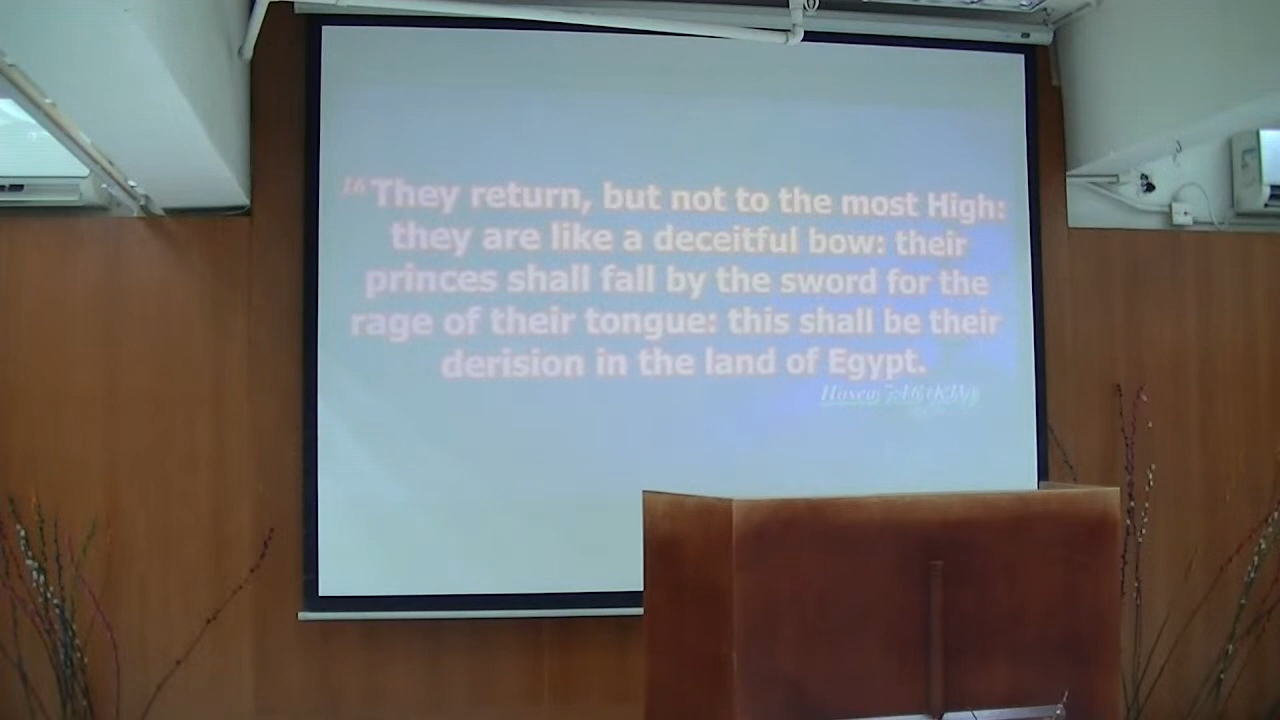 16 They return, but not to the most High:
they are like a deceitful bow: their
princes shall fall by the sword for the
rage of their tongue: this shall be their
derision in the land of Egypt.
Hosea 7:16 (KJV)